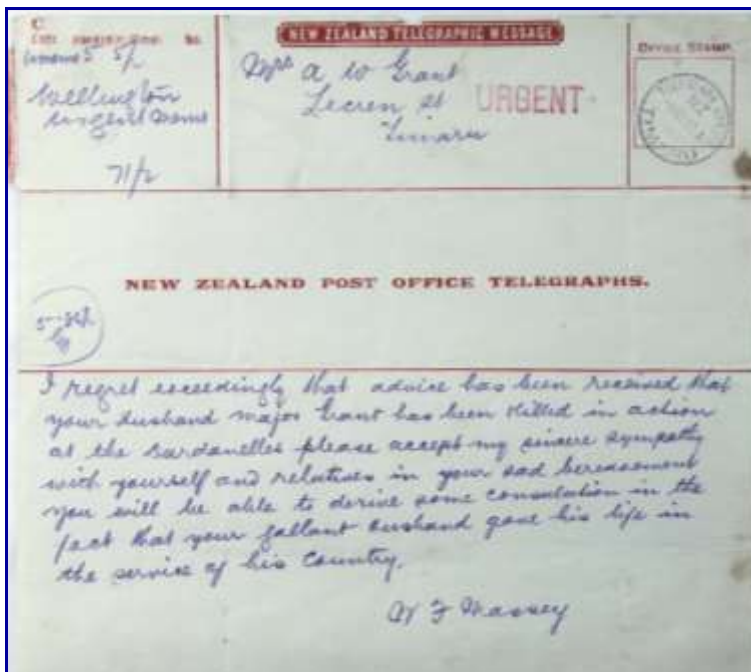 C.
NEW ZEALAND TELEGRAPHIC MESSAGE
OFFICE STAMP.
Wellington
urgent
Mrs A W Grant
Lecren st
Timaru
URGENT
NEW ZEALAND POST OFFICE TELEGRAPHS.
I regret exceedingly that advice has been received that
your husband major Grant has been killed in action
at the Dardanelles please accept my sincere sympathy
with yourself and relatives in your sad bereavement
you will be able to derive some consolation in the
fact that your gallant husband gave his life in
the service of his Country.
W F Massey